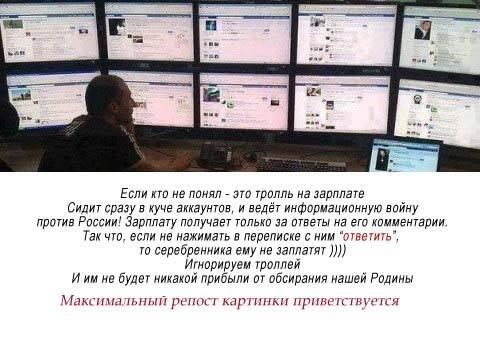 Если кто не понял - это тролль на зарплате
Сидит сразу в куче аккаунтов, и ведёт информационную войну
против России! Зарплату получает только за ответы на его комментарии.
Так что, если не нажимать в переписке с ним "ответить",
то серебренника ему не заплатят ))))
Игнорируем троллей
И им не будет никакой прибыли от обсирания нашей Родины
Максимальный репост картинки приветствуется